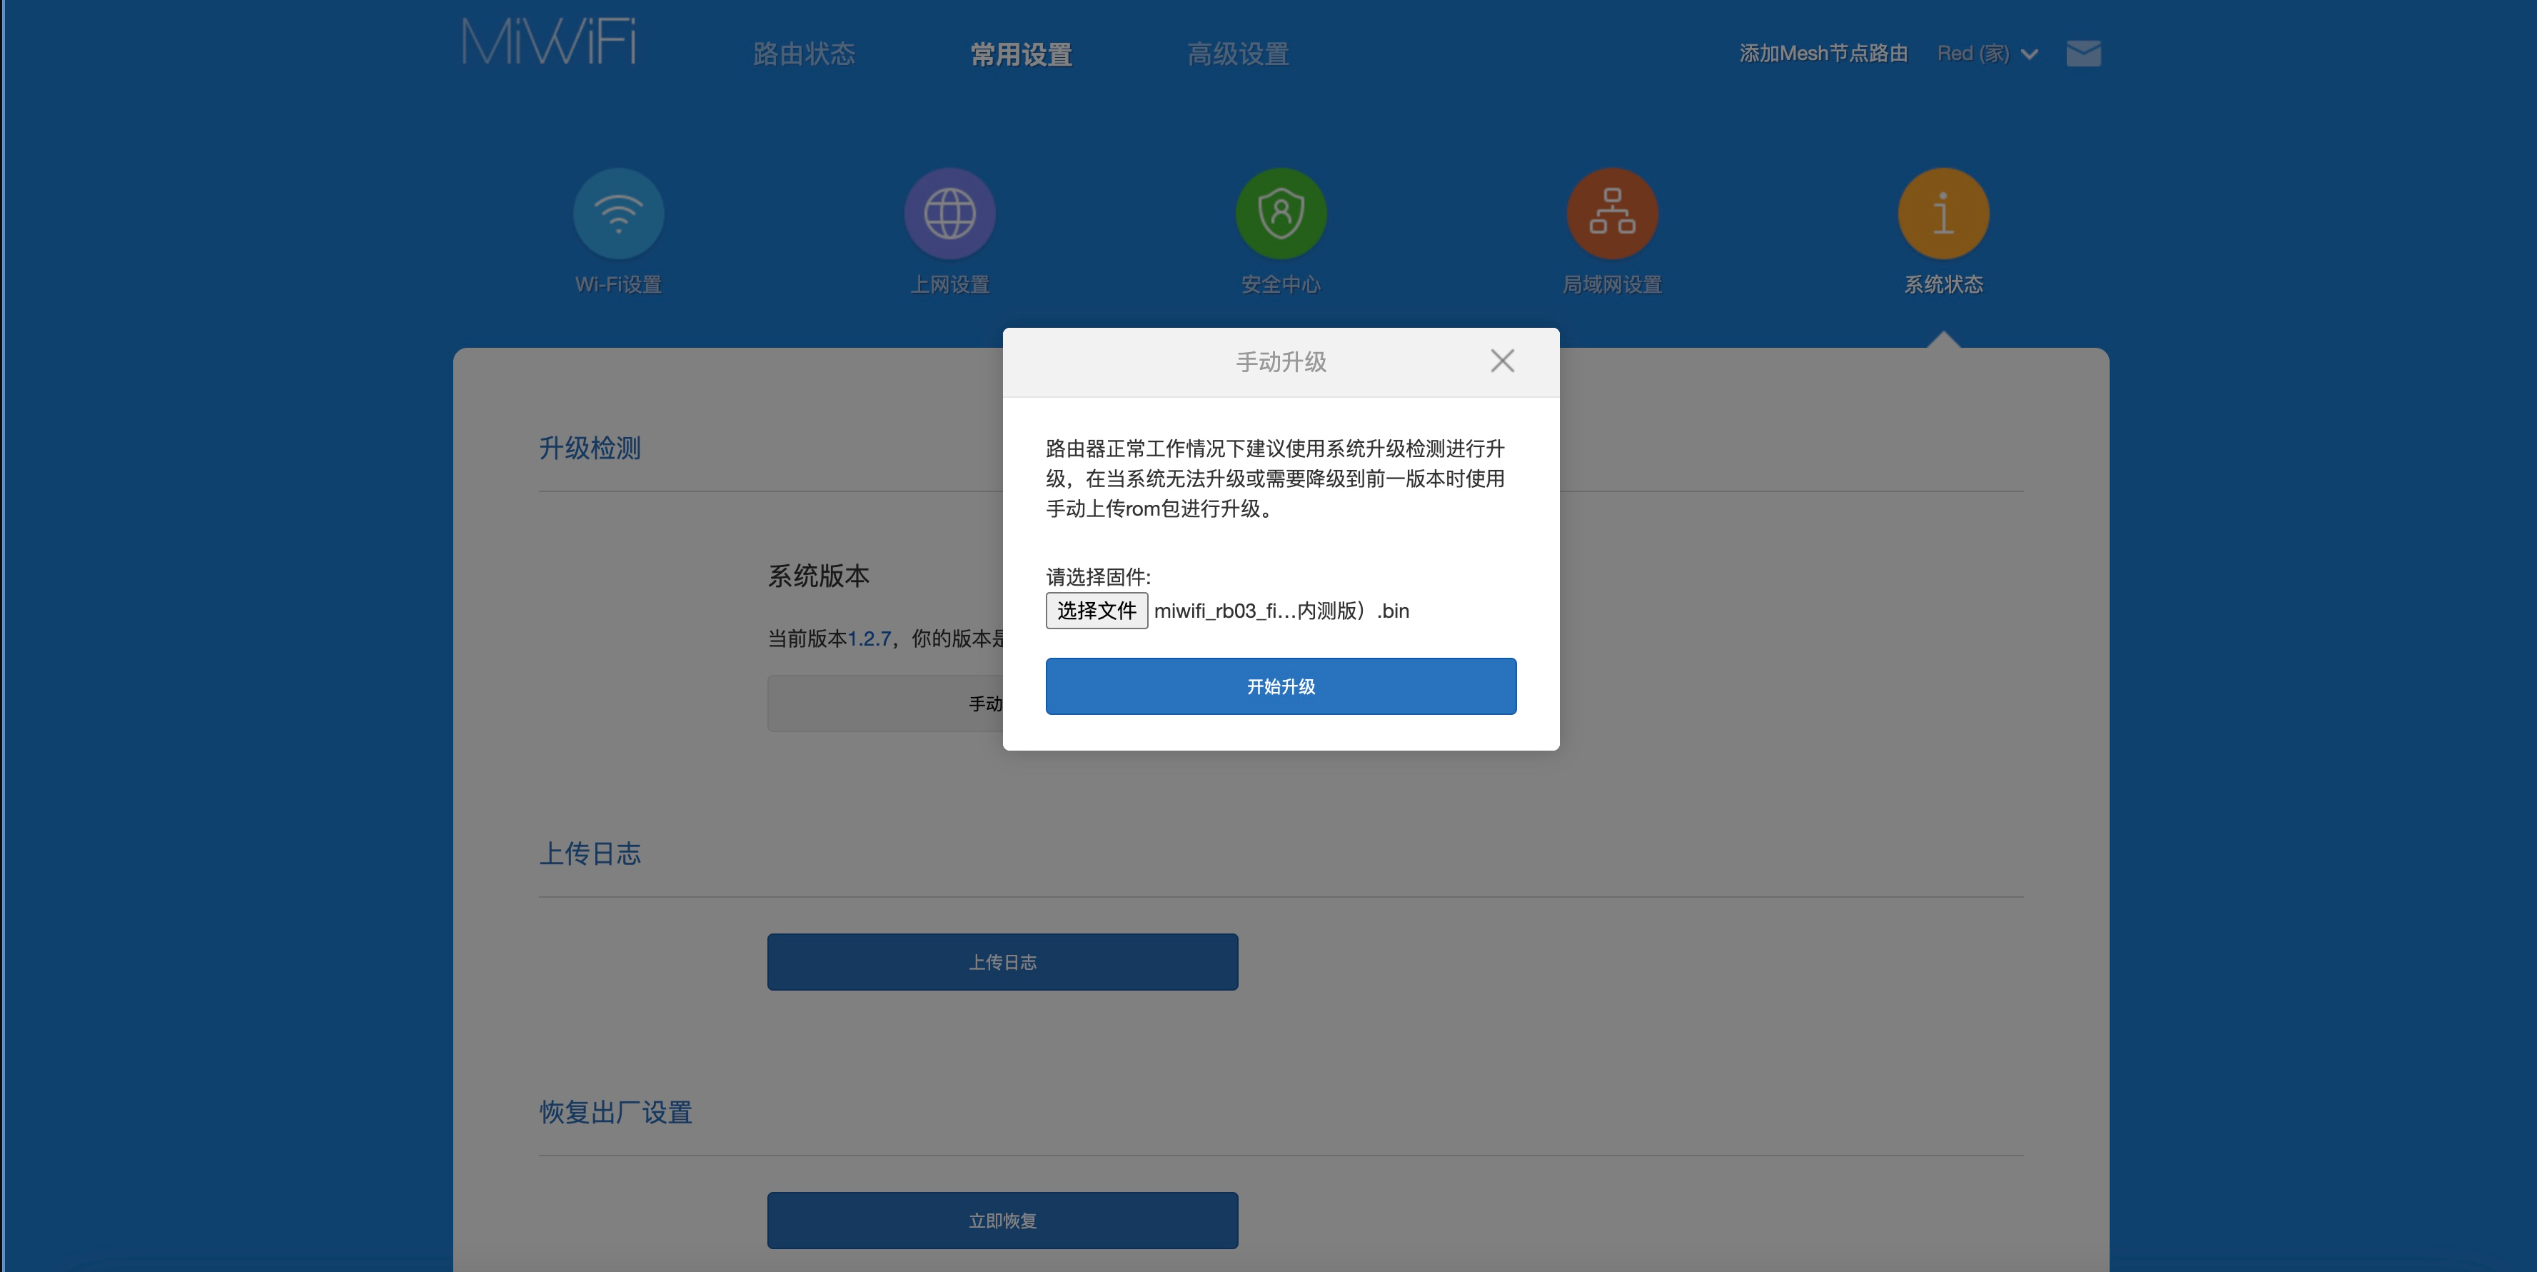 MiWiFi
路由状态
常用设置
高级设置
添加Mesh节点路由
Red (家)
Wi-Fi设置
上网设置
安全中心
局域网设置
系统状态
手动升级
路由器正常工作情况下建议使用系统升级检测进行升
级，在当系统无法升级或需要降级到前一版本时使用
手动上传rom包进行升级。
请选择固件:
选择文件 miwifi_rb03_fi...内测版）.bin
开始升级
升级检测
系统版本
当前版本1.2.7，你的版本是
手动
上传日志
上传日志
恢复出厂设置
立即恢复